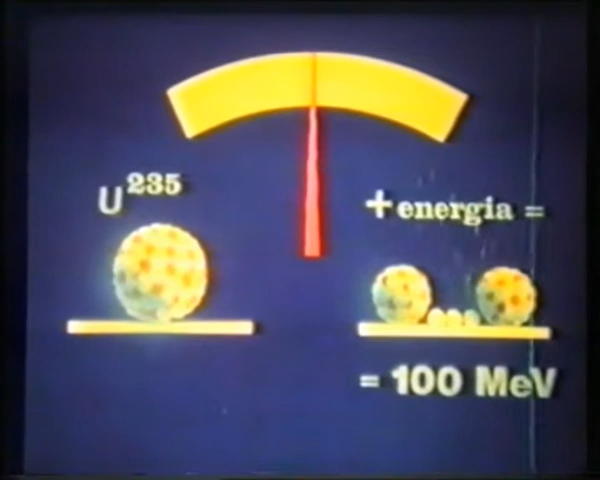 U²³⁵
+ energia =
= 100 MeV